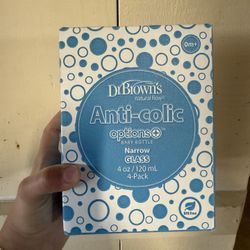 0m+
Dr Brown's
natural flow
Anti-colic
options+
BABY BOTTLE
Narrow
GLASS
4 oz / 120 mL
4-Pack
BPA Free